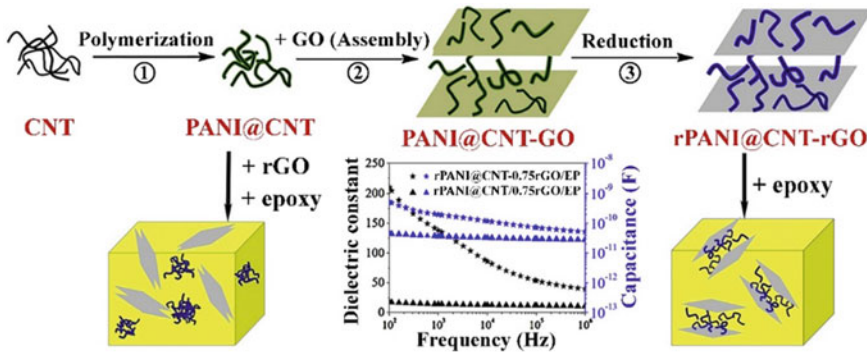 Polymerization
①
+ GO (Assembly)
②
Reduction
③
CNT
PANI@CNT
PANI@CNT-GO
rPANI@CNT-rGO
+ rGO
+ epoxy
+ epoxy
250
200
150
100
50
0
Dielectric constant
rPANI@CNT-0.75rGO/EP
rPANI@CNT/0.75rGO/EP
10⁻⁸
10⁻⁹
10⁻¹⁰
10⁻¹¹
10⁻¹²
10⁻¹³
Capacitance (F)
10² 10³ 10⁴ 10⁵ 10⁶
Frequency (Hz)